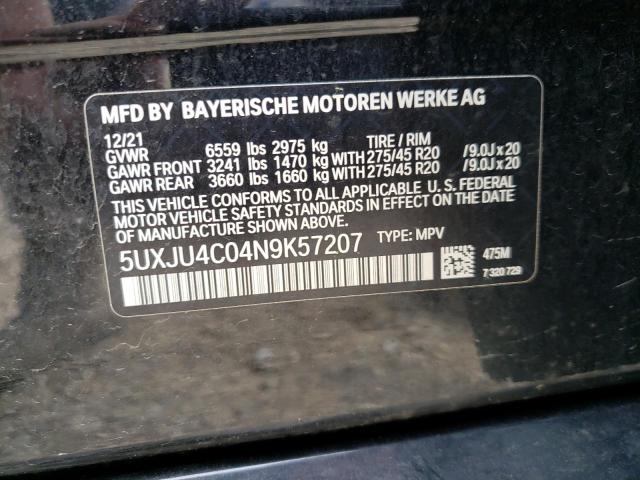 MFD BY BAYERISCHE MOTOREN WERKE AG
12/21 TIRE / RIM
GVWR 6559 lbs 2975 kg
GAWR FRONT 3241 lbs 1470 kg WITH 275/45 R20 /9.0J x 20
GAWR REAR 3660 lbs 1660 kg WITH 275/45 R20 /9.0J x 20
THIS VEHICLE CONFORMS TO ALL APPLICABLE U. S. FEDERAL
MOTOR VEHICLE SAFETY STANDARDS IN EFFECT ON THE DATE
OF MANUFACTURE SHOWN ABOVE.
5UXJU4C04N9K57207 TYPE: MPV
475M
7 320 729